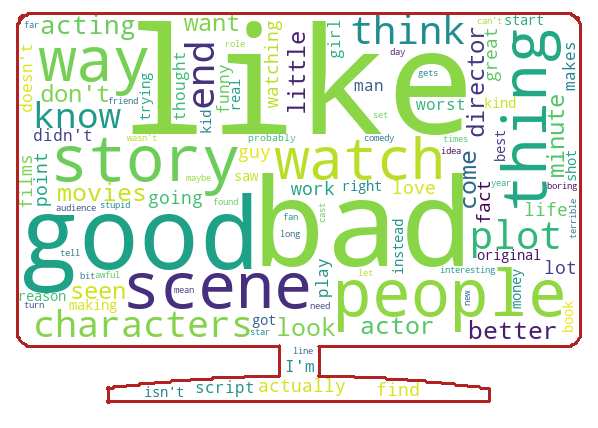 far
acting
want
think
can't
start
way
like
role
day
doesn't
trying
thought
end
funny
real
watching
little
girl
man
gets
director
great
thing
kind
makes
don't
know
friend
kid
worst
set
minute
didn't
wasn't
probably
comedy
times
best
idea
shot
films
point
story
guy
watch
come
boring
movies
going
maybe
saw
work
right
love
fact
year
life
audience
stupid
found
fan
cast
good
bad
plot
terrible
tell
long
instead
original
bit
awful
let
interesting
lot
reason
seen
scene
mean
play
people
new
money
book
turn
making
need
characters
got
star
look
actor
better
line
I'm
isn't
script
actually
find